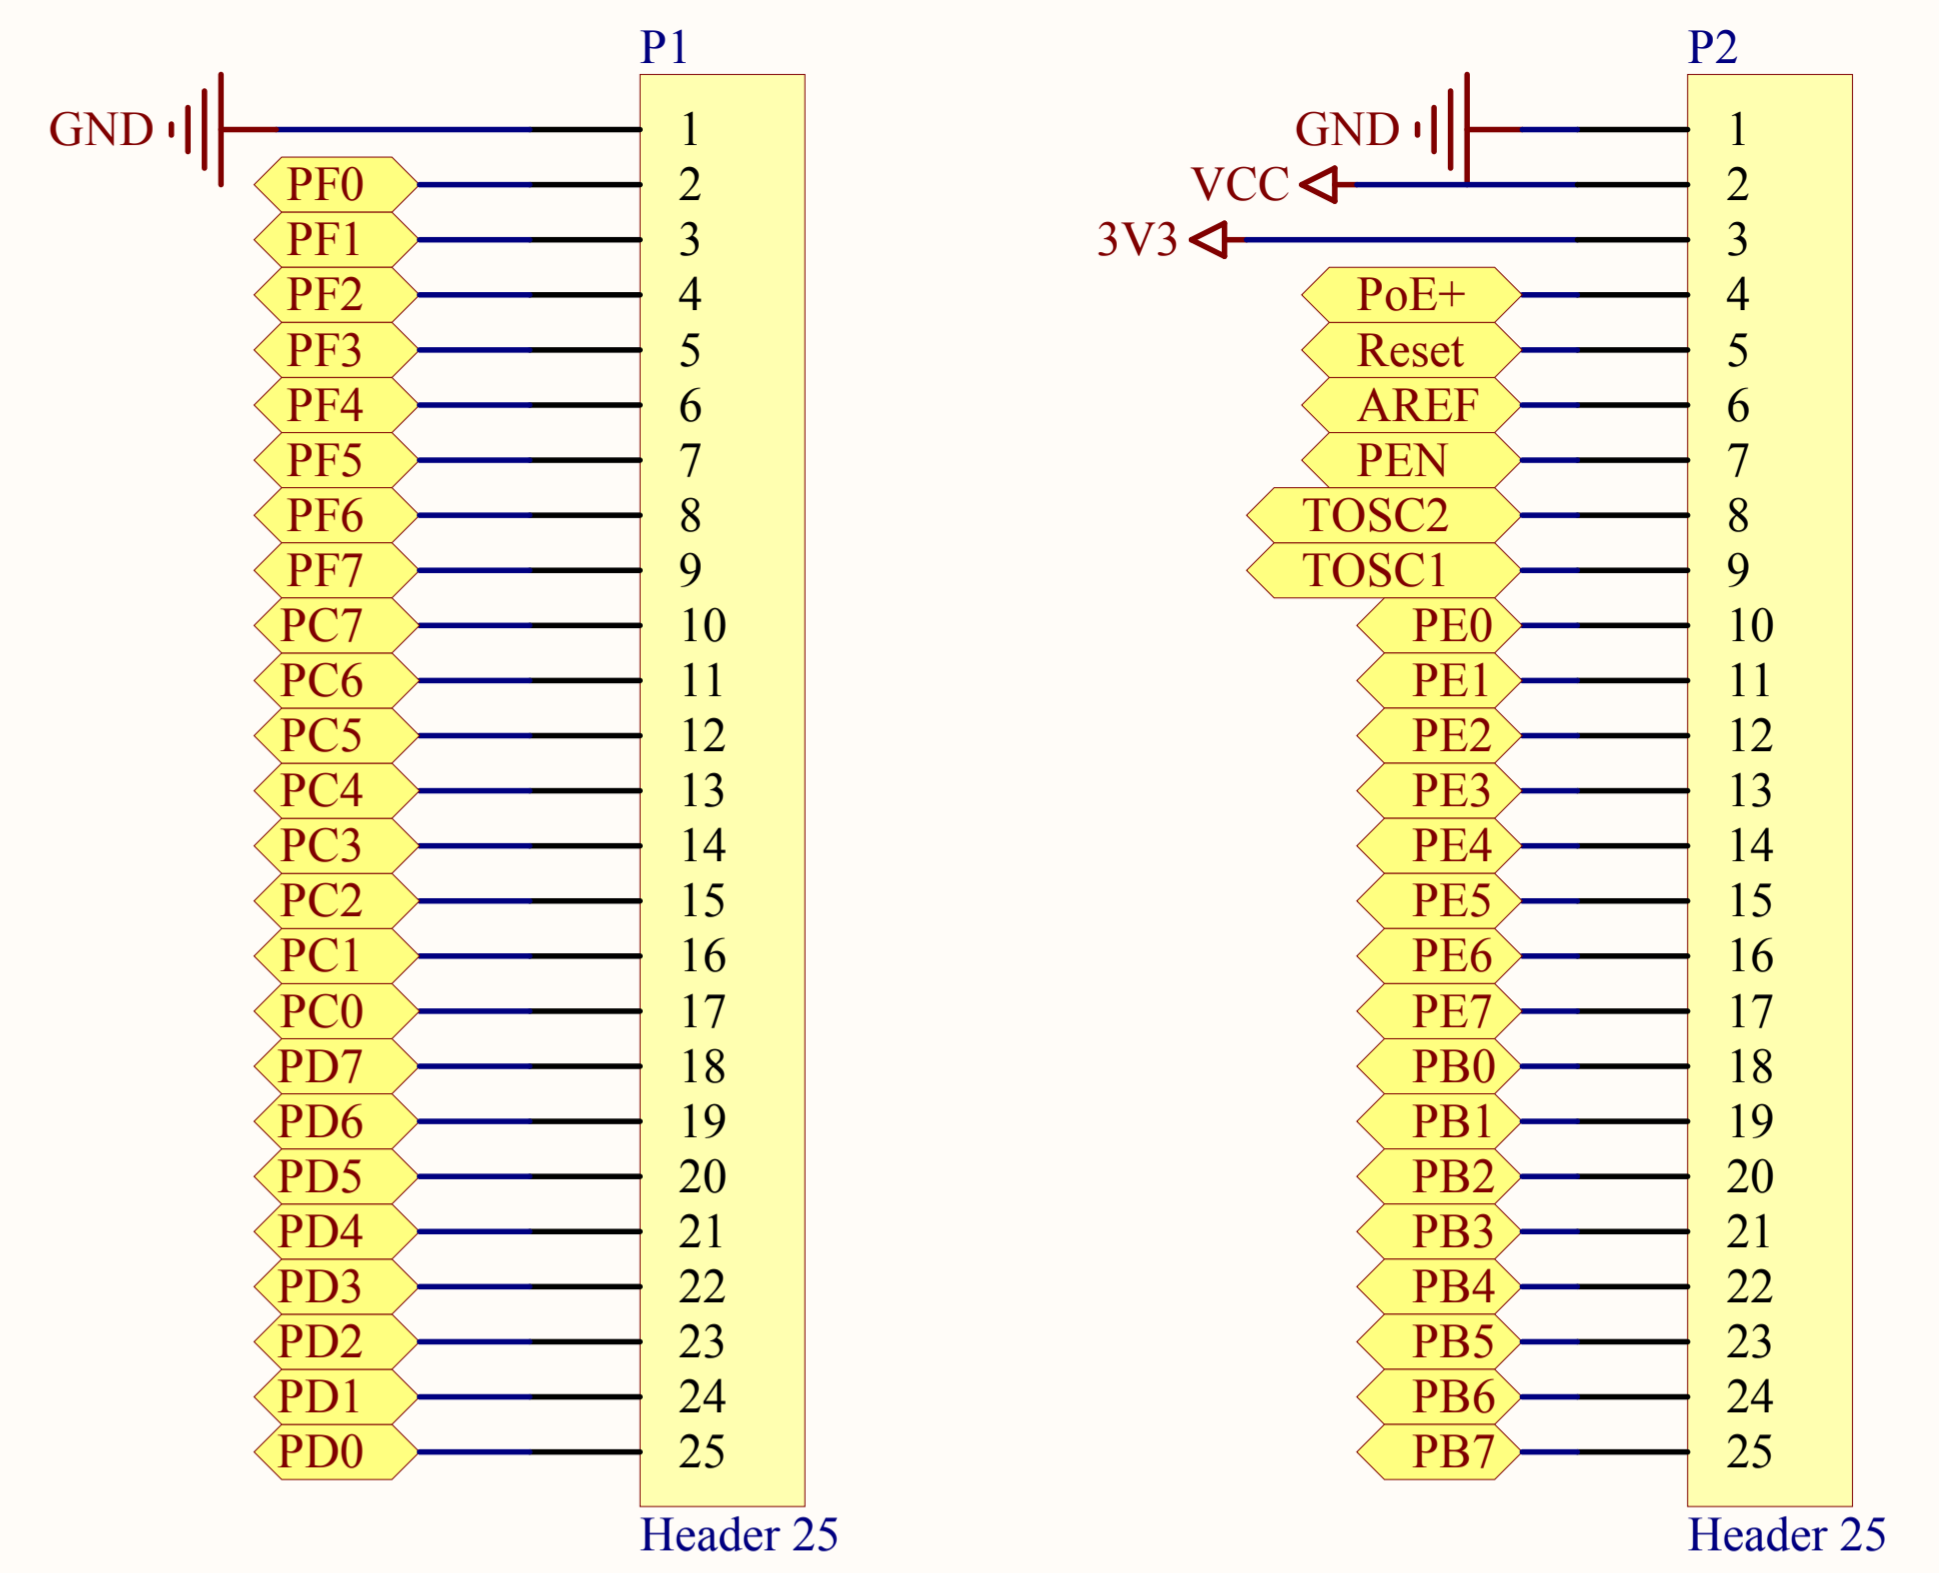 P1
GND 1
PF0 2
PF1 3
PF2 4
PF3 5
PF4 6
PF5 7
PF6 8
PF7 9
PC7 10
PC6 11
PC5 12
PC4 13
PC3 14
PC2 15
PC1 16
PC0 17
PD7 18
PD6 19
PD5 20
PD4 21
PD3 22
PD2 23
PD1 24
PD0 25
Header 25
P2
GND 1
VCC 2
3V3 3
PoE+ 4
Reset 5
AREF 6
PEN 7
TOSC2 8
TOSC1 9
PE0 10
PE1 11
PE2 12
PE3 13
PE4 14
PE5 15
PE6 16
PE7 17
PB0 18
PB1 19
PB2 20
PB3 21
PB4 22
PB5 23
PB6 24
PB7 25
Header 25